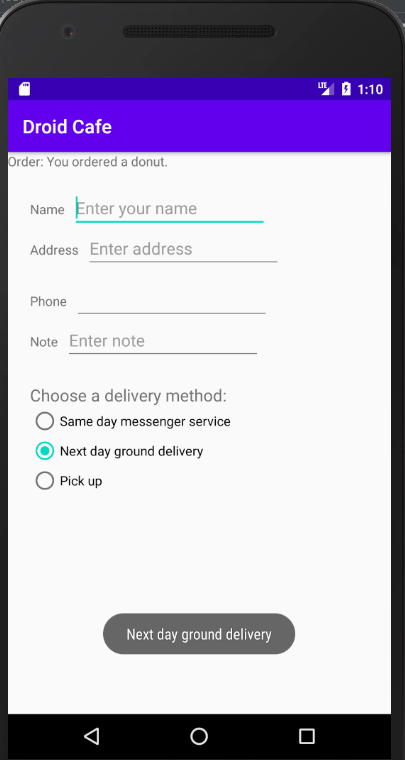 LTE 1:10
Droid Cafe
Order: You ordered a donut.
Name Enter your name
Address Enter address
Phone
Note Enter note
Choose a delivery method:
Same day messenger service
Next day ground delivery
Pick up
Next day ground delivery